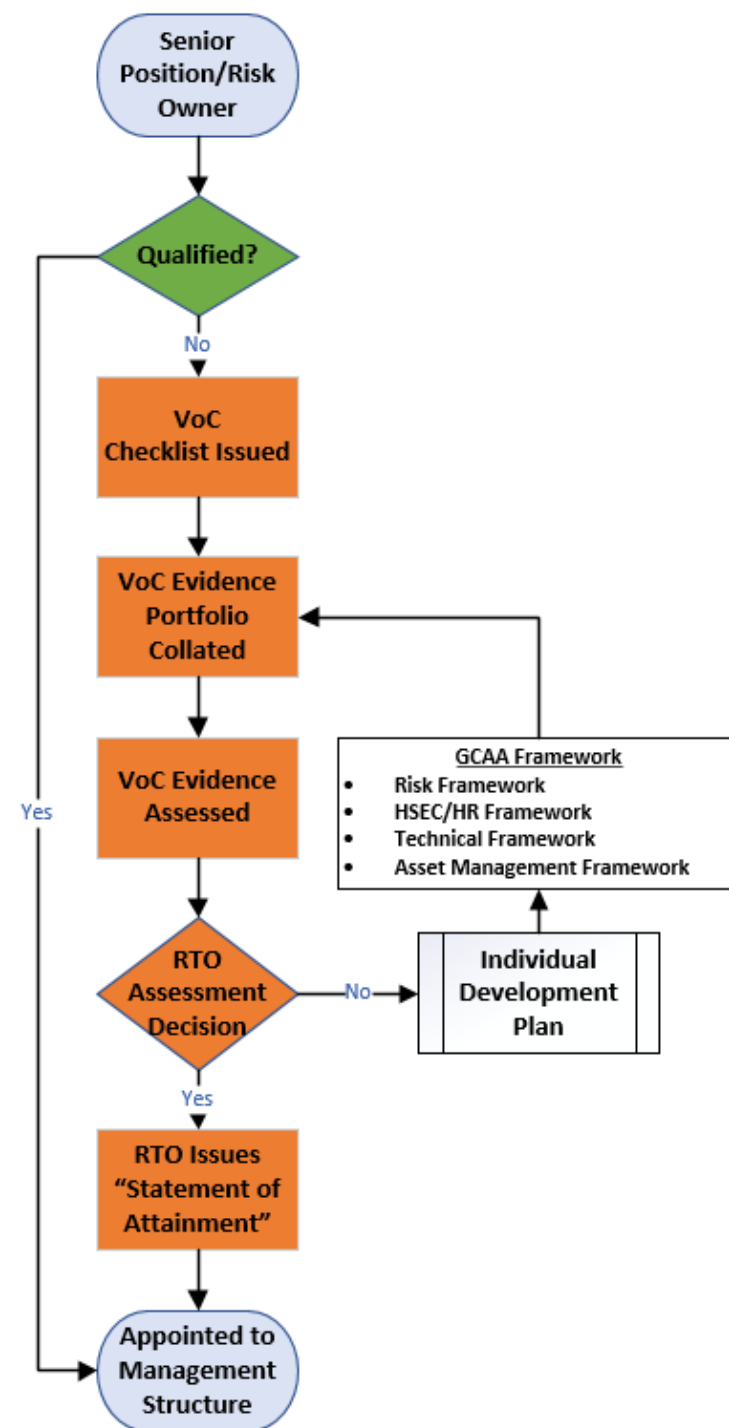 Senior
Position/Risk
Owner
Qualified?
No
VoC
Checklist Issued
VoC Evidence
Portfolio
Collated
VoC Evidence
Assessed
Yes
GCAA Framework
• Risk Framework
• HSEC/HR Framework
• Technical Framework
• Asset Management Framework
RTO
Assessment
Decision
No
Individual
Development
Plan
Yes
RTO Issues
“Statement of
Attainment”
Appointed to
Management
Structure